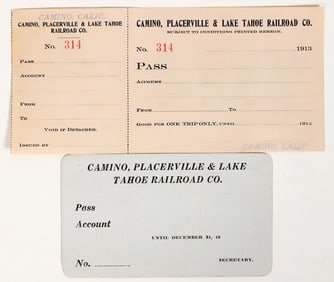 CAMINO, CALIF
CAMINO, PLACERVILLE & LAKE TAHOE
RAILROAD CO.
No. 314
PASS
ACCOUNT
FROM
TO
VOID IF DETACHED.
ISSUED BY
CAMINO, PLACERVILLE & LAKE TAHOE RAILROAD CO.
SUBJECT TO CONDITIONS PRINTED HEREON.
No. 314 1913
PASS
ACCOUNT
FROM TO
GOOD FOR ONE TRIP ONLY, UNTIL 1913
CAMINO, CALIF.
CAMINO, PLACERVILLE & LAKE
TAHOE RAILROAD CO.
Pass
Account
UNTIL DECEMBER 31, 19
No.
SECRETARY.